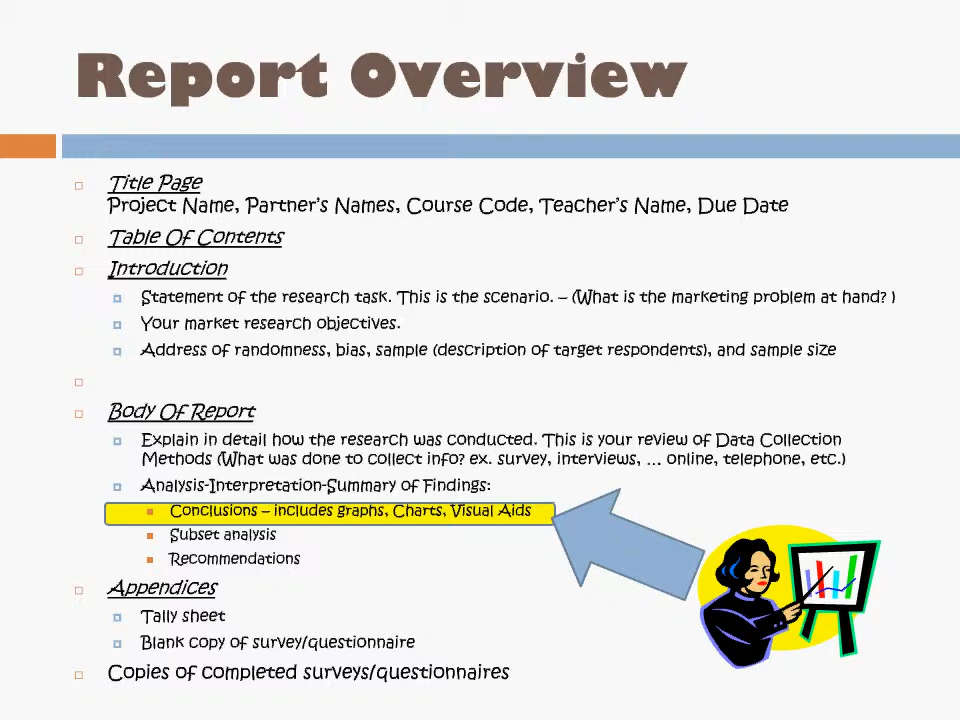 Report Overview
Title Page
Project Name, Partner's Names, Course Code, Teacher's Name, Due Date
Table Of Contents
Introduction
Statement of the research task. This is the scenario. – (What is the marketing problem at hand? )
Your market research objectives.
Address of randomness, bias, sample (description of target respondents), and sample size
Body Of Report
Explain in detail how the research was conducted. This is your review of Data Collection
Methods (What was done to collect info? ex. survey, interviews, … online, telephone, etc.)
Analysis-Interpretation-Summary of Findings:
Conclusions – includes graphs, Charts, Visual Aids
Subset analysis
Recommendations
Appendices
Tally sheet
Blank copy of survey/questionnaire
Copies of completed surveys/questionnaires